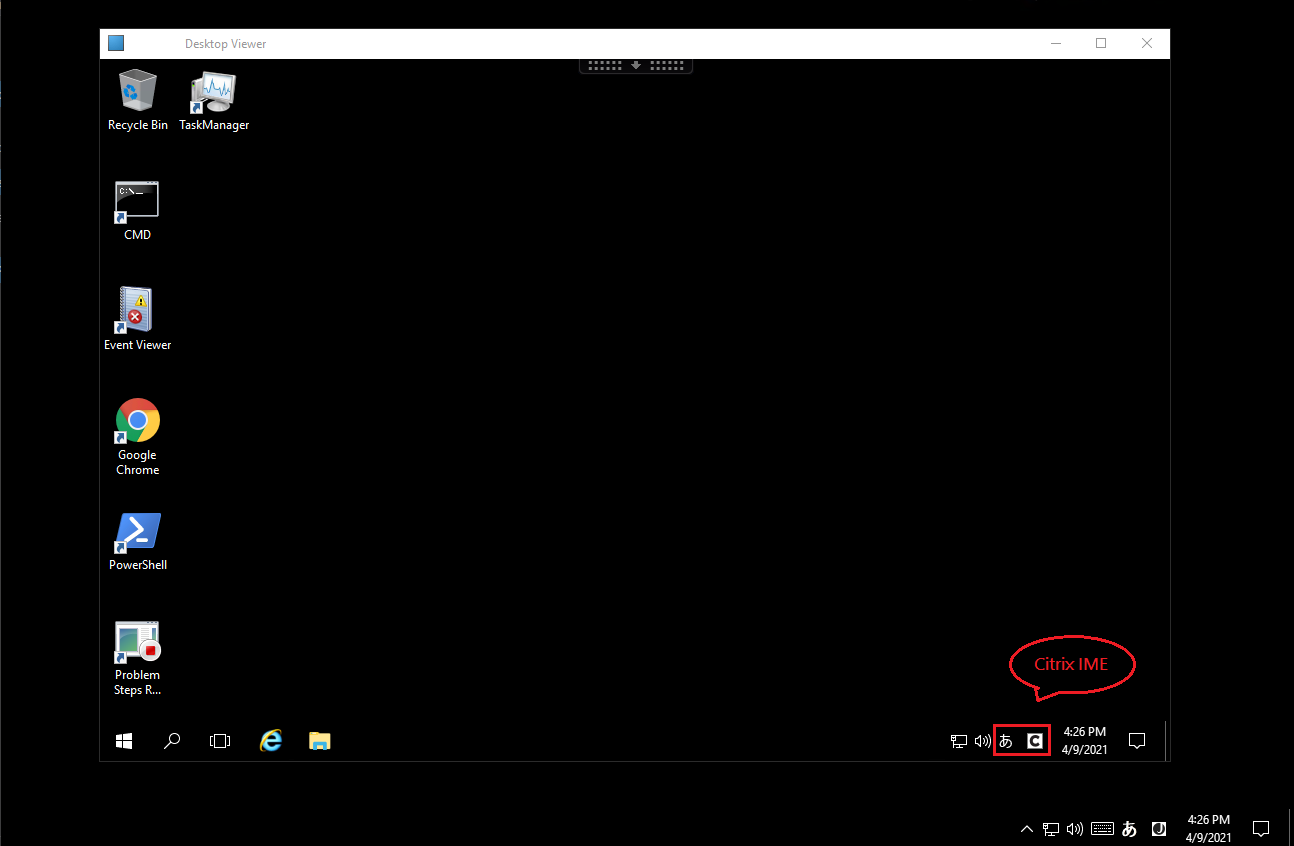 Desktop Viewer
Recycle Bin
TaskManager
C:\._
CMD
Event Viewer
Google
Chrome
PowerShell
Problem
Steps R...
Citrix IME
あ
C
4:26 PM
4/9/2021
あ
J
4:26 PM
4/9/2021